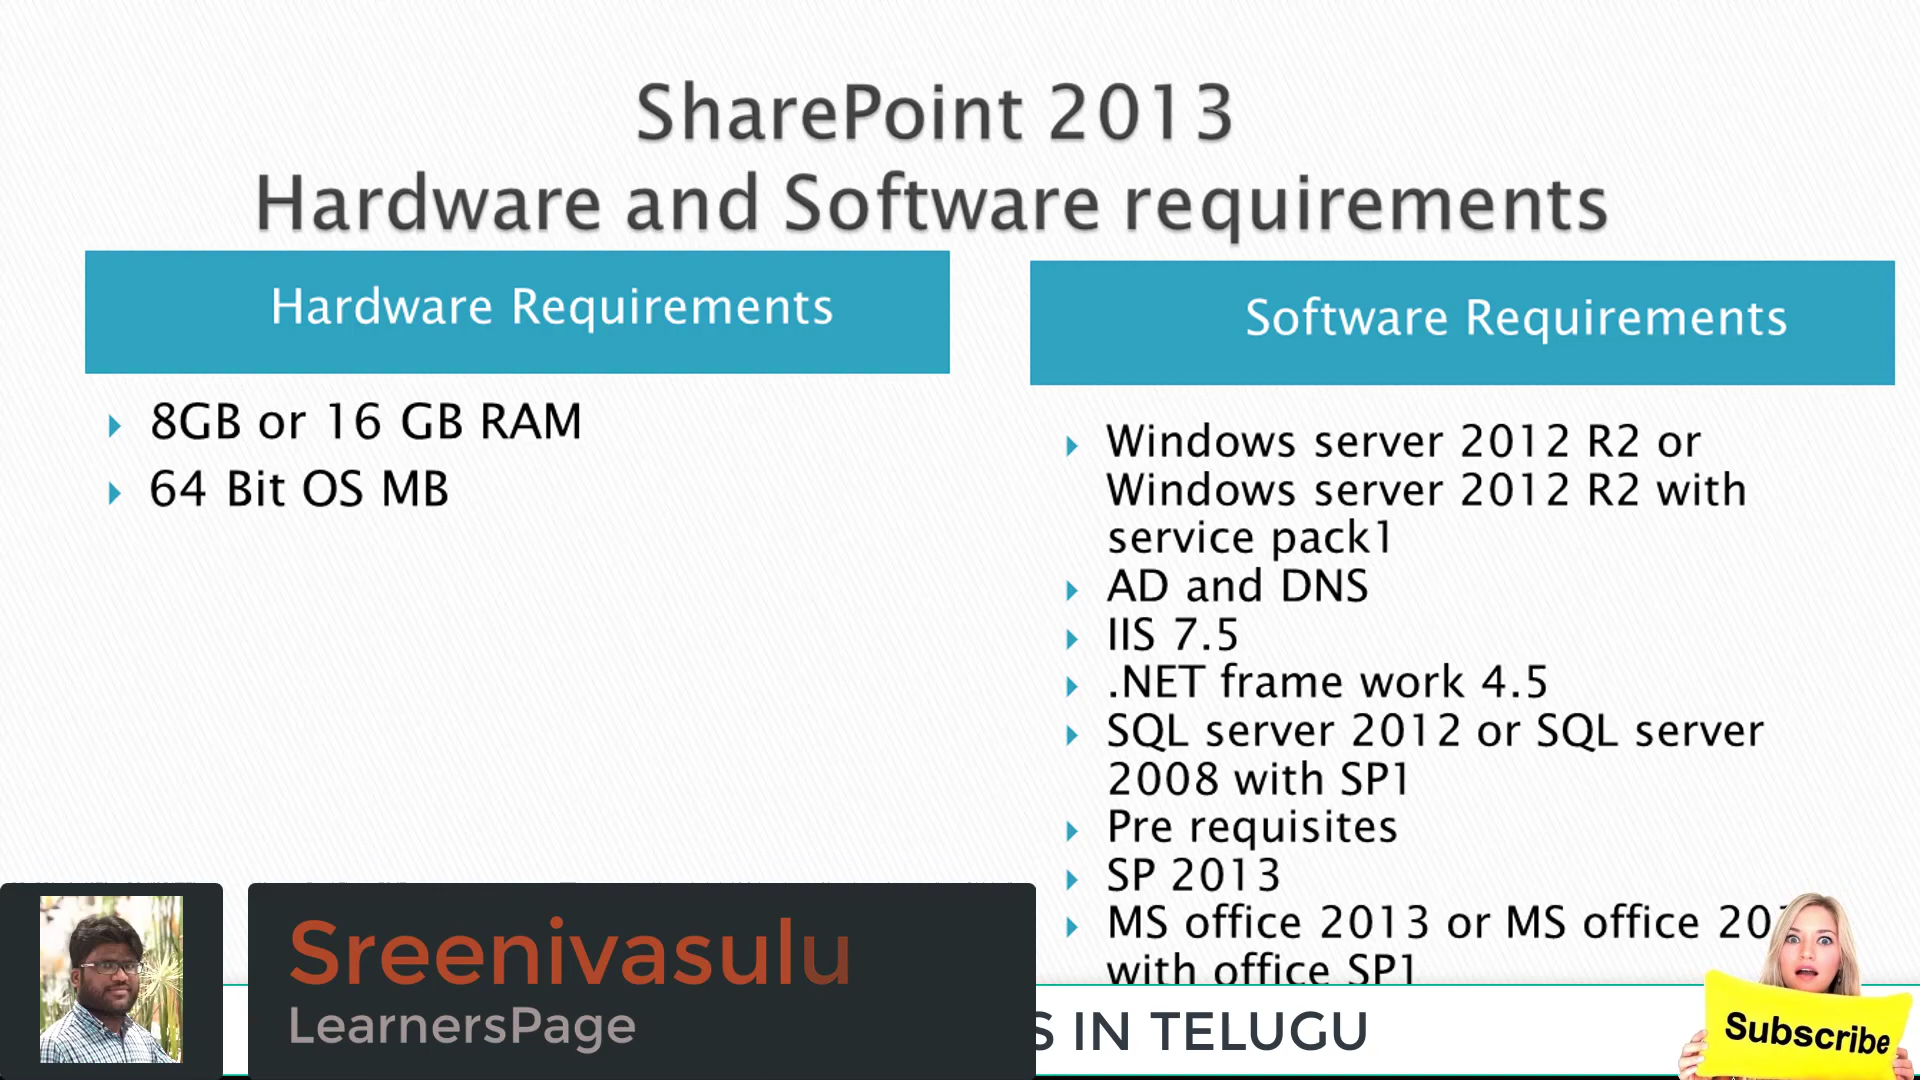 SharePoint 2013
Hardware and Software requirements
Hardware Requirements
8GB or 16 GB RAM
64 Bit OS MB
Software Requirements
Windows server 2012 R2 or
Windows server 2012 R2 with
service pack1
AD and DNS
IIS 7.5
.NET frame work 4.5
SQL server 2012 or SQL server
2008 with SP1
Pre requisites
SP 2013
MS office 2013 or MS office
with office SP1
Sreenivasulu
LearnersPage
IN TELUGU
Subscribe